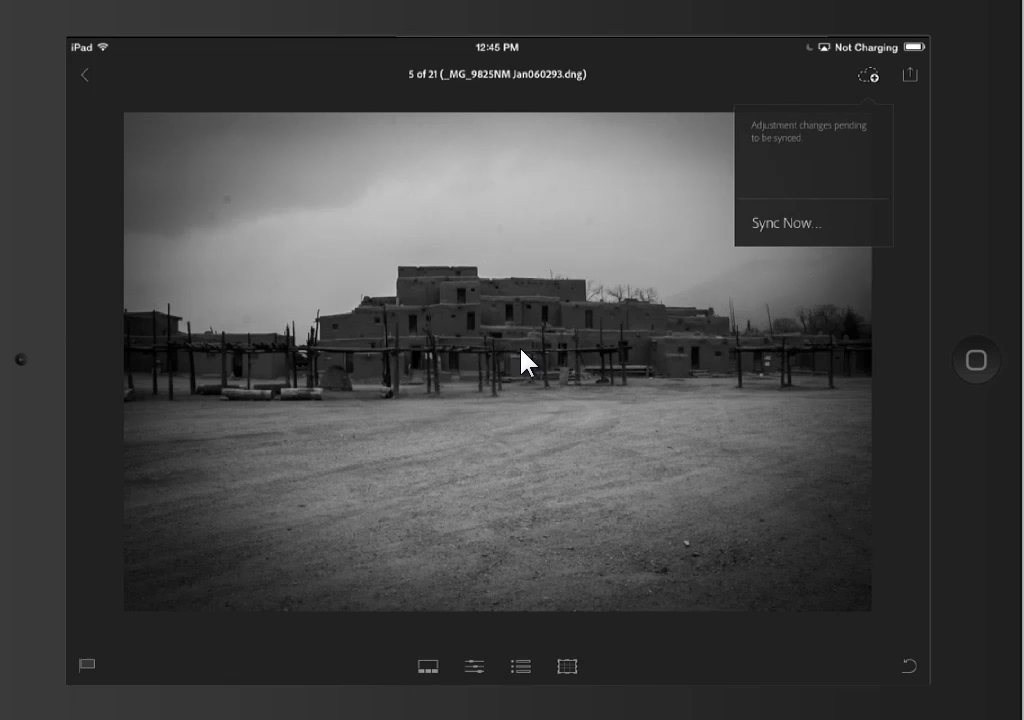 iPad
12:45 PM
Not Charging
5 of 21 (_MG_9825NM Jan060293.dng)
Adjustment changes pending
to be synced.
Sync Now...